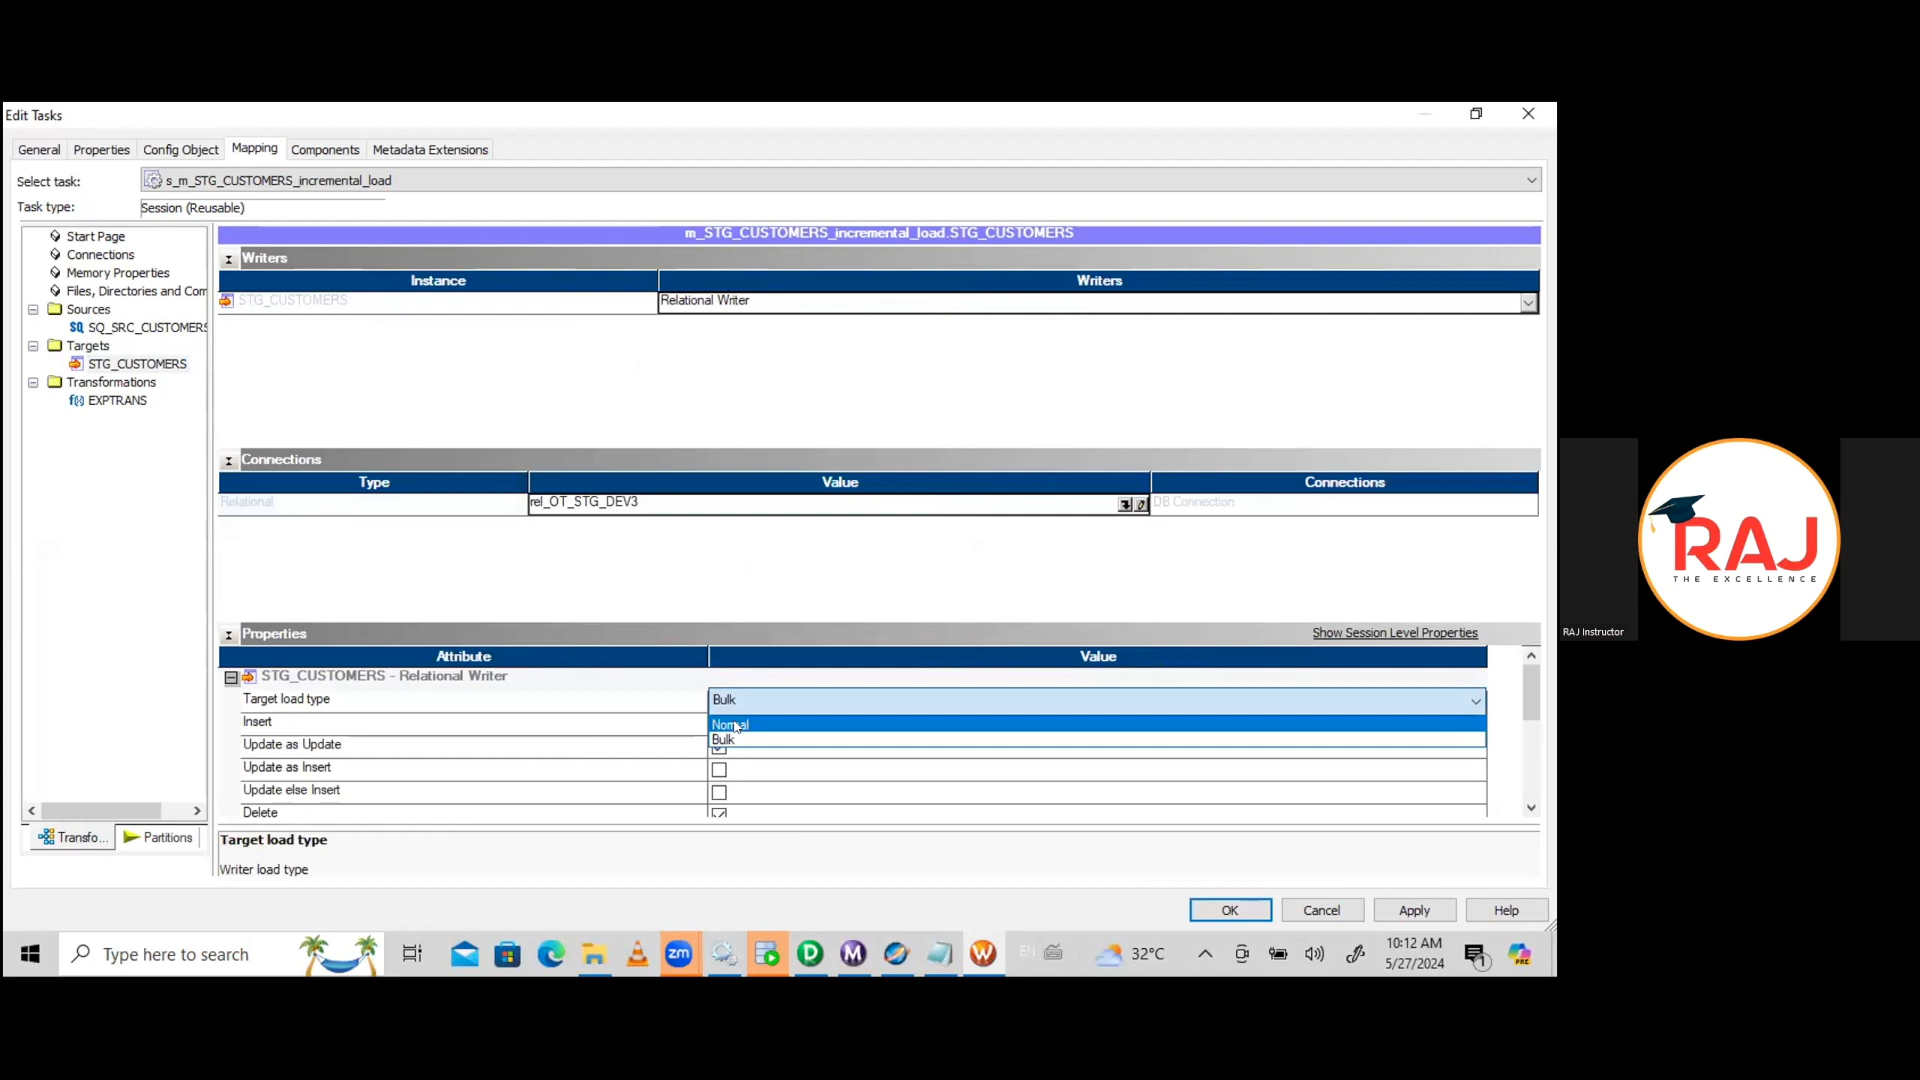 Edit Tasks
General Properties Config Object Mapping Components Metadata Extensions
Select task: s_m_STG_CUSTOMERS_incremental_load
Task type: Session (Reusable)
Start Page
Connections
Memory Properties
Files, Directories and Com
Sources
SQ SQ_SRC_CUSTOMERS
Targets
STG_CUSTOMERS
Transformations
f(x) EXPTRANS
Transfo... Partitions
m_STG_CUSTOMERS_incremental_load.STG_CUSTOMERS
Writers
Instance Writers
STG_CUSTOMERS Relational Writer
Connections
Type Value Connections
Relational rel_OT_STG_DEV3 DB Connection
Properties Show Session Level Properties
Attribute Value
STG_CUSTOMERS - Relational Writer
Target load type Bulk
Insert Normal
Bulk
Update as Update
Update as Insert
Update else Insert
Delete
Target load type
Writer load type
OK Cancel Apply Help
Type here to search
zm
D
M
W
EN
32°C
10:12 AM
5/27/2024
1
PRE
RAJ
THE EXCELLENCE
RAJ Instructor